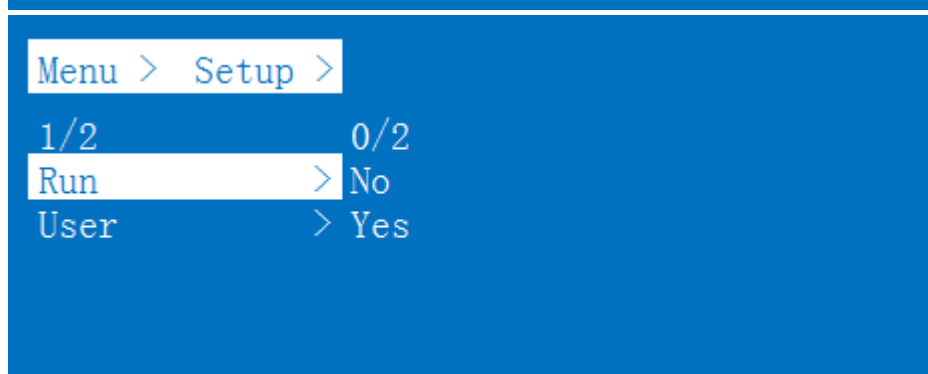 Menu > Setup >
1/2 0/2
Run > No
User > Yes